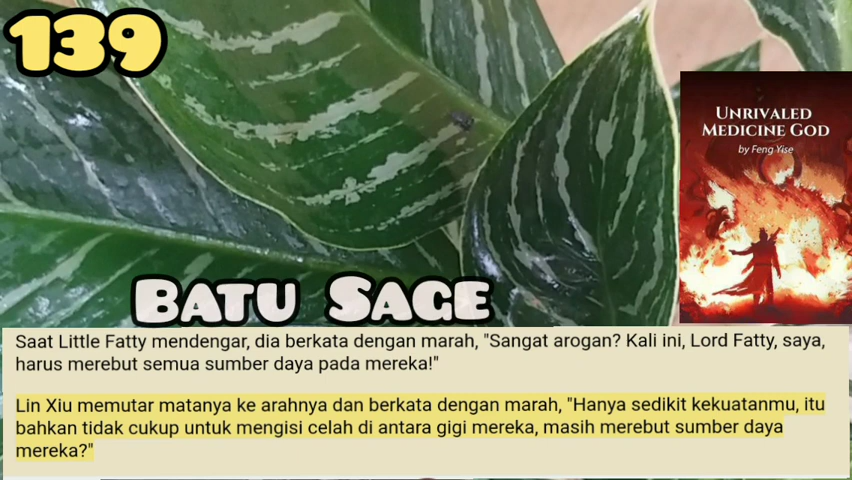 139
UNRIVALED
MEDICINE GOD
by Feng Yise
BATU SAGE
Saat Little Fatty mendengar, dia berkata dengan marah, "Sangat arogan? Kali ini, Lord Fatty, saya,
harus merebut semua sumber daya pada mereka!"
Lin Xiu memutar matanya ke arahnya dan berkata dengan marah, "Hanya sedikit kekuatanmu, itu
bahkan tidak cukup untuk mengisi celah di antara gigi mereka, masih merebut sumber daya
mereka?"